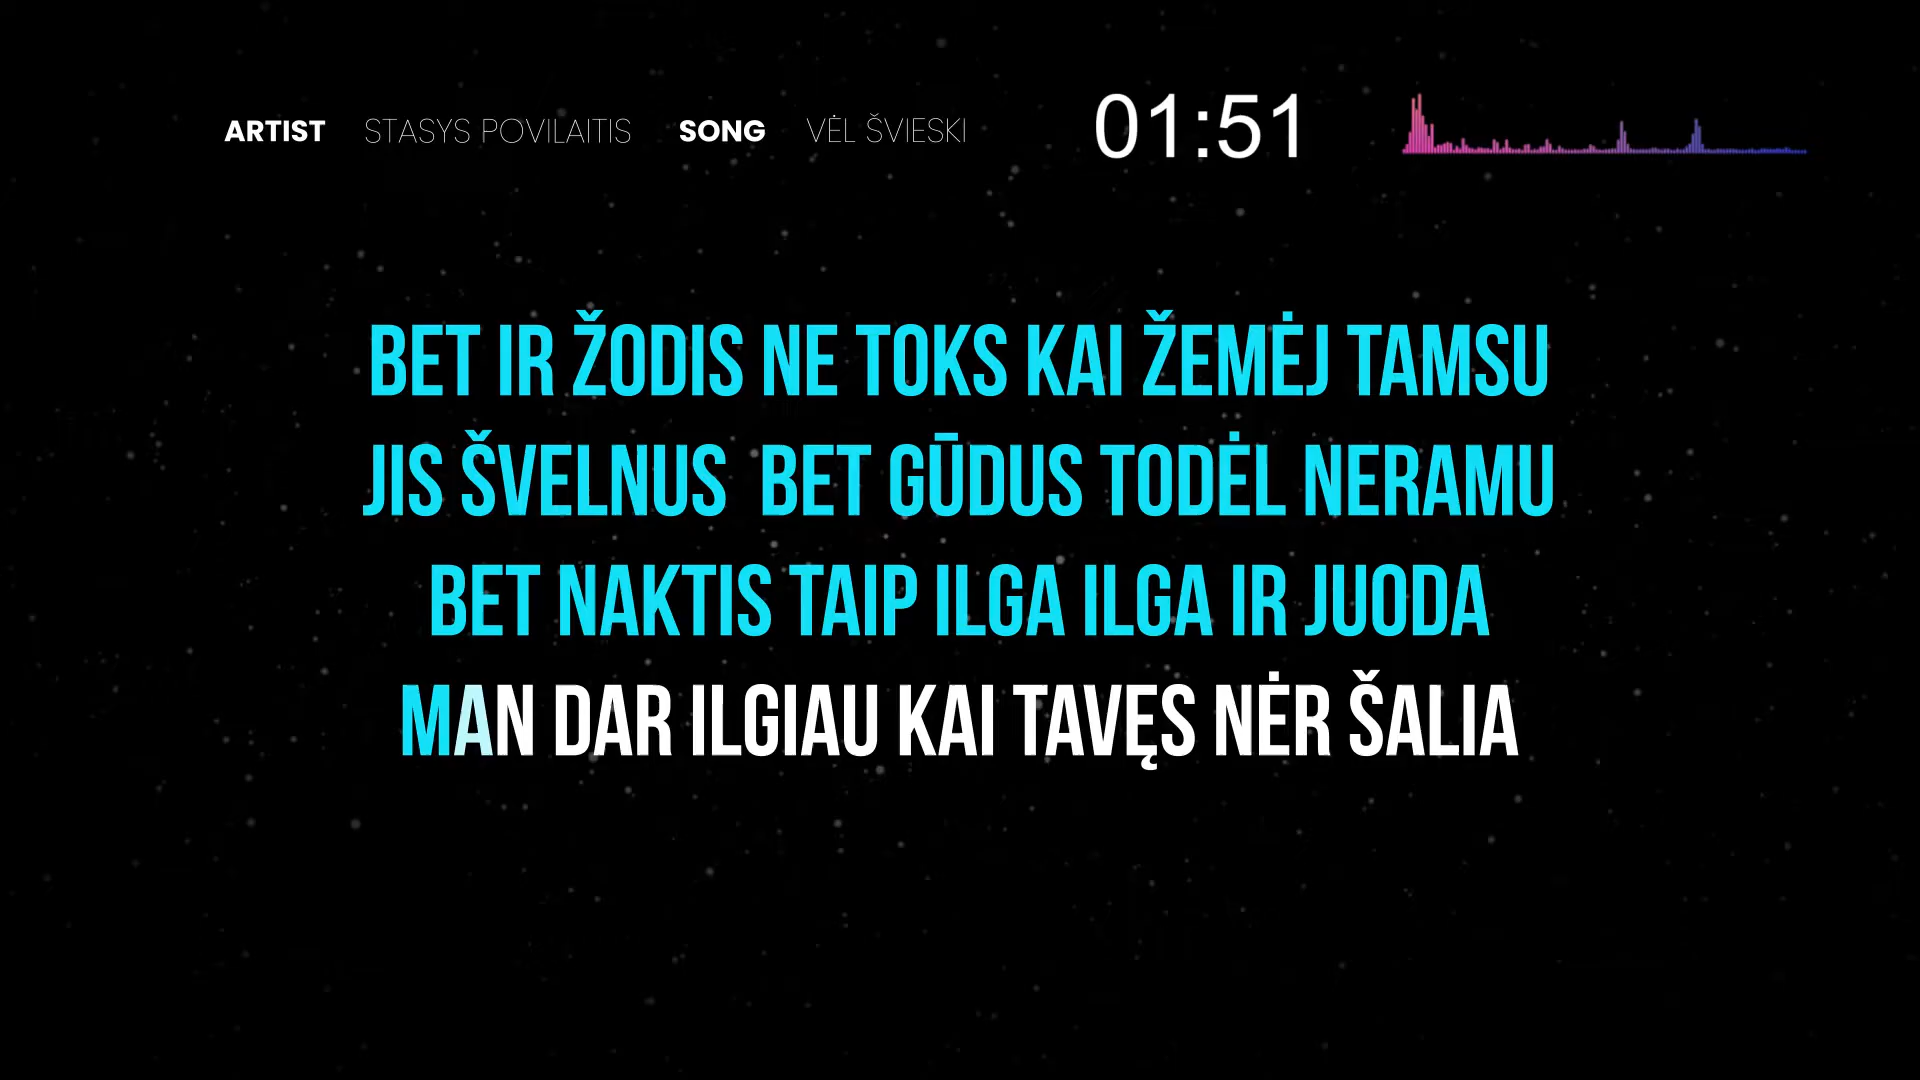 ARTIST STASYS POVILAITIS SONG VĖL ŠVIESKI 01:51
BET IR ŽODIS NE TOKS KAI ŽEMĖJ TAMSU
JIS ŠVELNUS  BET GŪDUS TODĖL NERAMU
BET NAKTIS TAIP ILGA ILGA IR JUODA
MAN DAR ILGIAU KAI TAVĘS NĖR ŠALIA